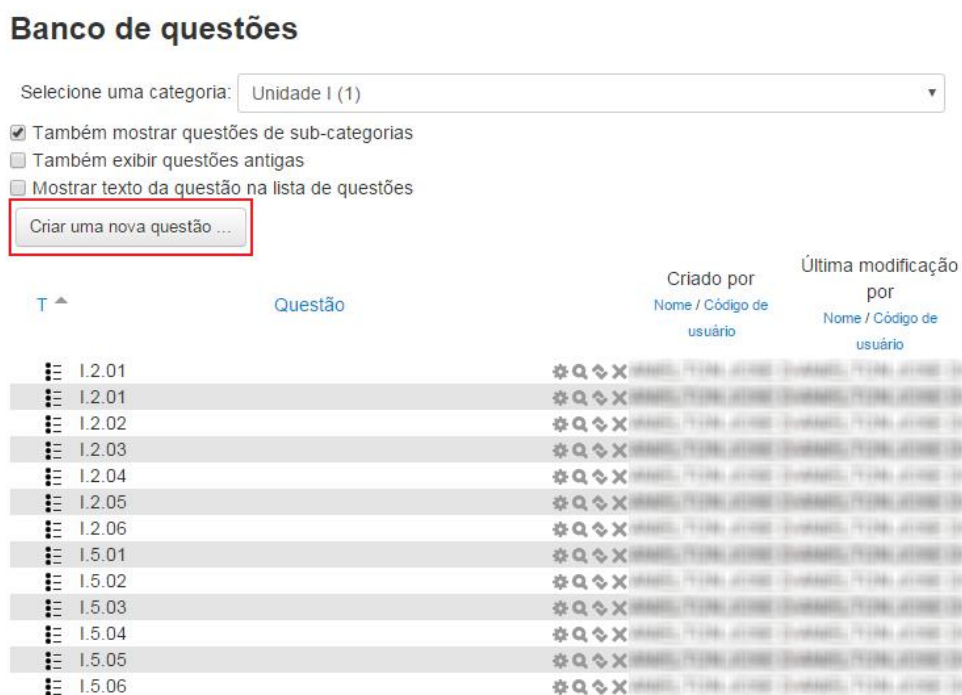 Banco de questões
Selecione uma categoria: Unidade I (1)
Também mostrar questões de sub-categorias
Também exibir questões antigas
Mostrar texto da questão na lista de questões
Criar uma nova questão ...
T Questão
Criado por
Nome / Código de
usuário
Última modificação
por
Nome / Código de
usuário
I.2.01
I.2.01
I.2.02
I.2.03
I.2.04
I.2.05
I.2.06
I.5.01
I.5.02
I.5.03
I.5.04
I.5.05
I.5.06